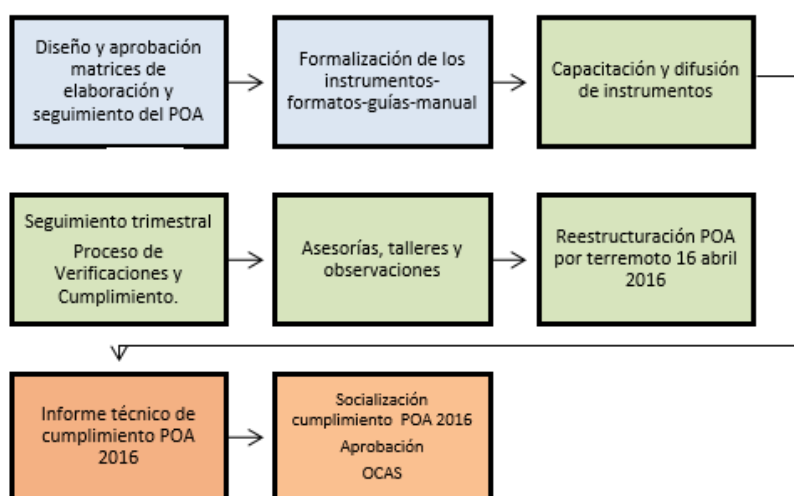 Diseño y aprobación
matrices de
elaboración y
seguimiento del POA
Formalización de los
instrumentos-
formatos-guías-manual
Capacitación y difusión
de instrumentos
Seguimiento trimestral
Proceso de
Verificaciones y
Cumplimiento.
Asesorías, talleres y
observaciones
Reestructuración POA
por terremoto 16 abril
2016
Informe técnico de
cumplimiento POA
2016
Socialización
cumplimiento POA 2016
Aprobación
OCAS